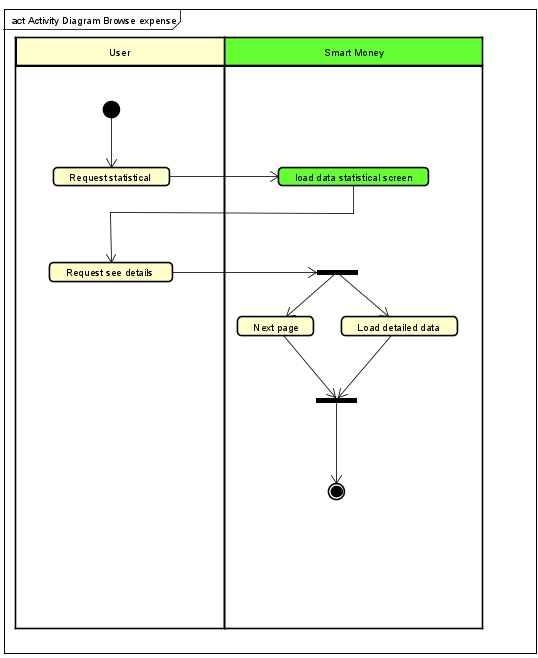 act Activity Diagram Browse expense
User
Smart Money
Request statistical
load data statistical screen
Request see details
Next page
Load detailed data